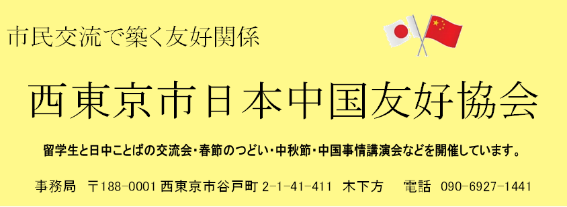 市民交流で築く友好関係
西東京市日本中国友好協会
留学生と日中ことばの交流会・春節のつどい・中秋節・中国事情講演会などを開催しています。
事務局 〒188-0001 西東京市谷戸町 2-1-41-411 木下方 電話 090-6927-1441